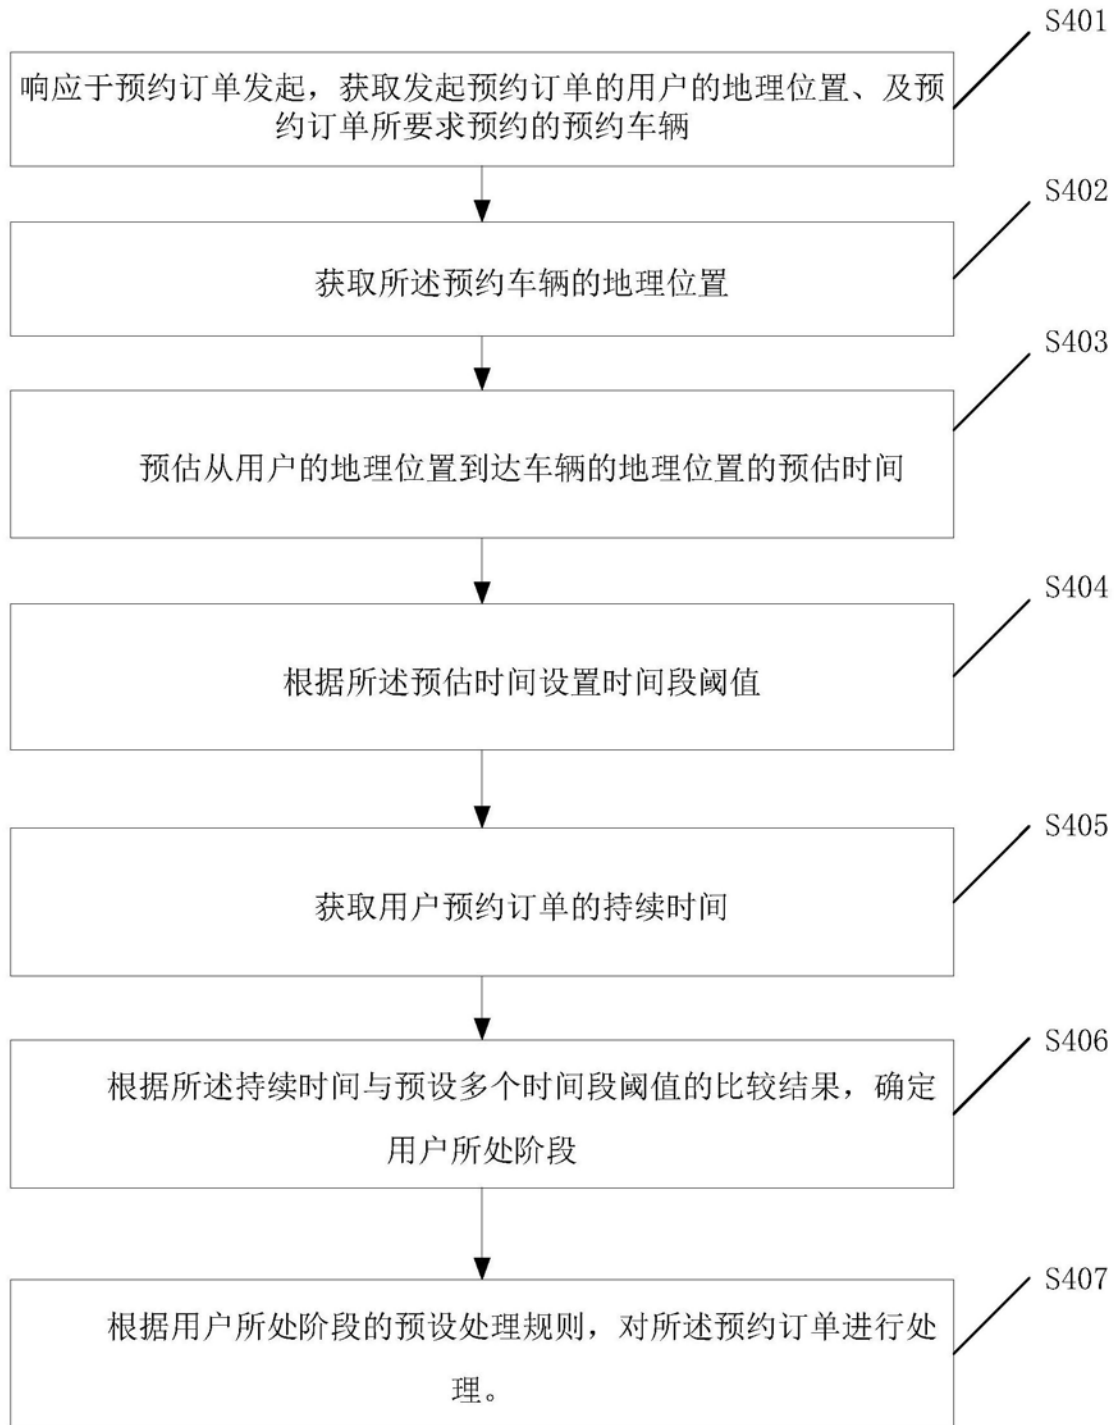 S401
响应于预约订单发起，获取发起预约订单的用户的地理位置、及预
约订单所要求预约的预约车辆
S402
获取所述预约车辆的地理位置
S403
预估从用户的地理位置到达车辆的地理位置的预估时间
S404
根据所述预估时间设置时间段阈值
S405
获取用户预约订单的持续时间
S406
根据所述持续时间与预设多个时间段阈值的比较结果，确定
用户所处阶段
S407
根据用户所处阶段的预设处理规则，对所述预约订单进行处
理。